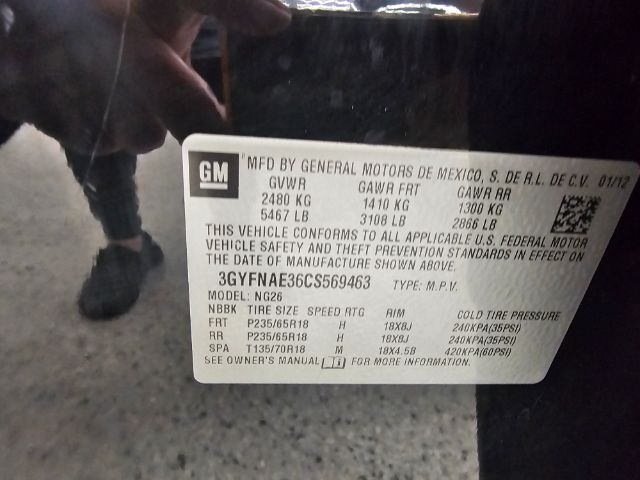 GM
MFD BY GENERAL MOTORS DE MEXICO, S. DE R.L. DE C.V. 01/12
GVWR GAWR FRT GAWR RR
2480 KG 1410 KG 1300 KG
5467 LB 3108 LB 2866 LB
THIS VEHICLE CONFORMS TO ALL APPLICABLE U.S. FEDERAL MOTOR
VEHICLE SAFETY AND THEFT PREVENTION STANDARDS IN EFFECT ON
THE DATE OF MANUFACTURE SHOWN ABOVE.
3GYFNAE36CS569463 TYPE: M.P.V.
MODEL: NG26
NBBK TIRE SIZE SPEED RTG RIM COLD TIRE PRESSURE
FRT P235/65R18 H 18X8J 240KPA(35PSI)
RR P235/65R18 H 18X8J 240KPA(35PSI)
SPA T135/70R18 M 18X4.5B 420KPA(60PSI)
SEE OWNER'S MANUAL FOR MORE INFORMATION.